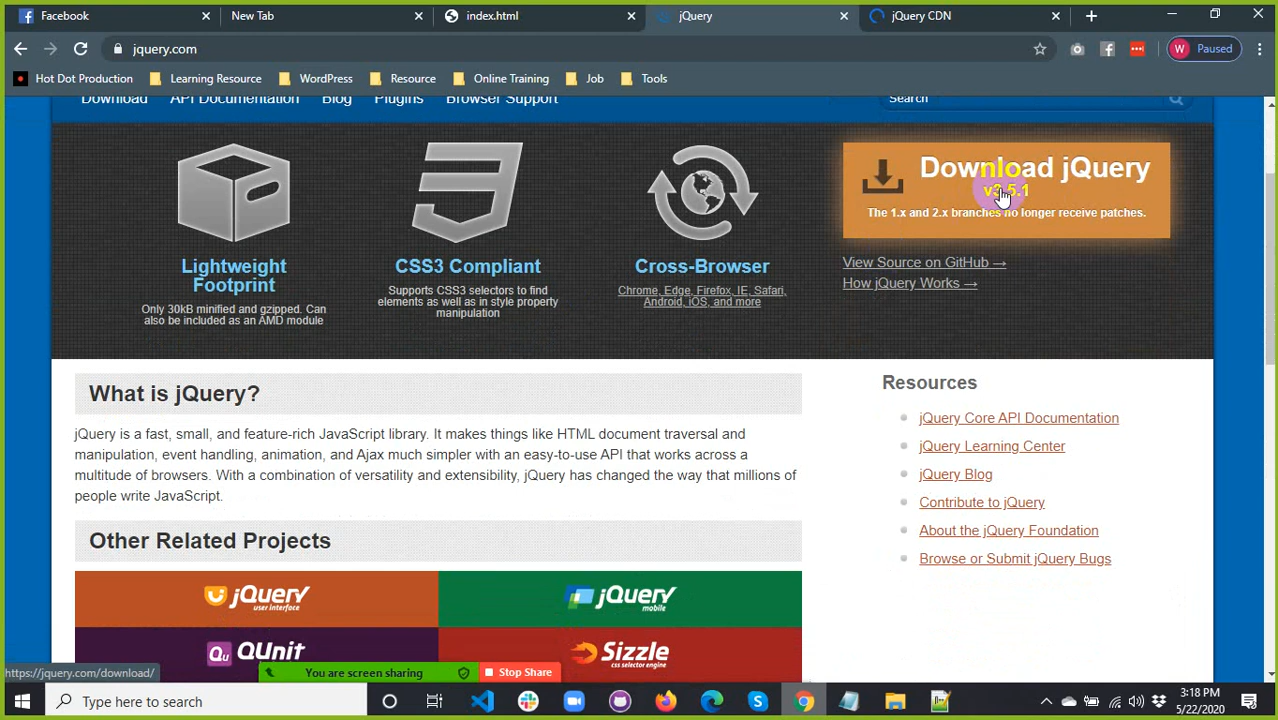 Facebook
New Tab
index.html
jQuery
jQuery CDN
jquery.com
W Paused
Hot Dot Production
Learning Resource
WordPress
Resource
Online Training
Job
Tools
Download
API Documentation
Blog
Plugins
Browser Support
Search
Download jQuery
v3.5.1
The 1.x and 2.x branches no longer receive patches.
View Source on GitHub →
How jQuery Works →
Lightweight
Footprint
Only 30kB minified and gzipped. Can
also be included as an AMD module
CSS3 Compliant
Supports CSS3 selectors to find
elements as well as in style property
manipulation
Cross-Browser
Chrome, Edge, Firefox, IE, Safari,
Android, iOS, and more
What is jQuery?
jQuery is a fast, small, and feature-rich JavaScript library. It makes things like HTML document traversal and
manipulation, event handling, animation, and Ajax much simpler with an easy-to-use API that works across a
multitude of browsers. With a combination of versatility and extensibility, jQuery has changed the way that millions of
people write JavaScript.
Resources
jQuery Core API Documentation
jQuery Learning Center
jQuery Blog
Contribute to jQuery
About the jQuery Foundation
Browse or Submit jQuery Bugs
Other Related Projects
jQuery
user interface
jQuery
mobile
Qu QUnit
Sizzle
css selector engine
https://jquery.com/download/
You are screen sharing
Stop Share
Type here to search
3:18 PM
5/22/2020